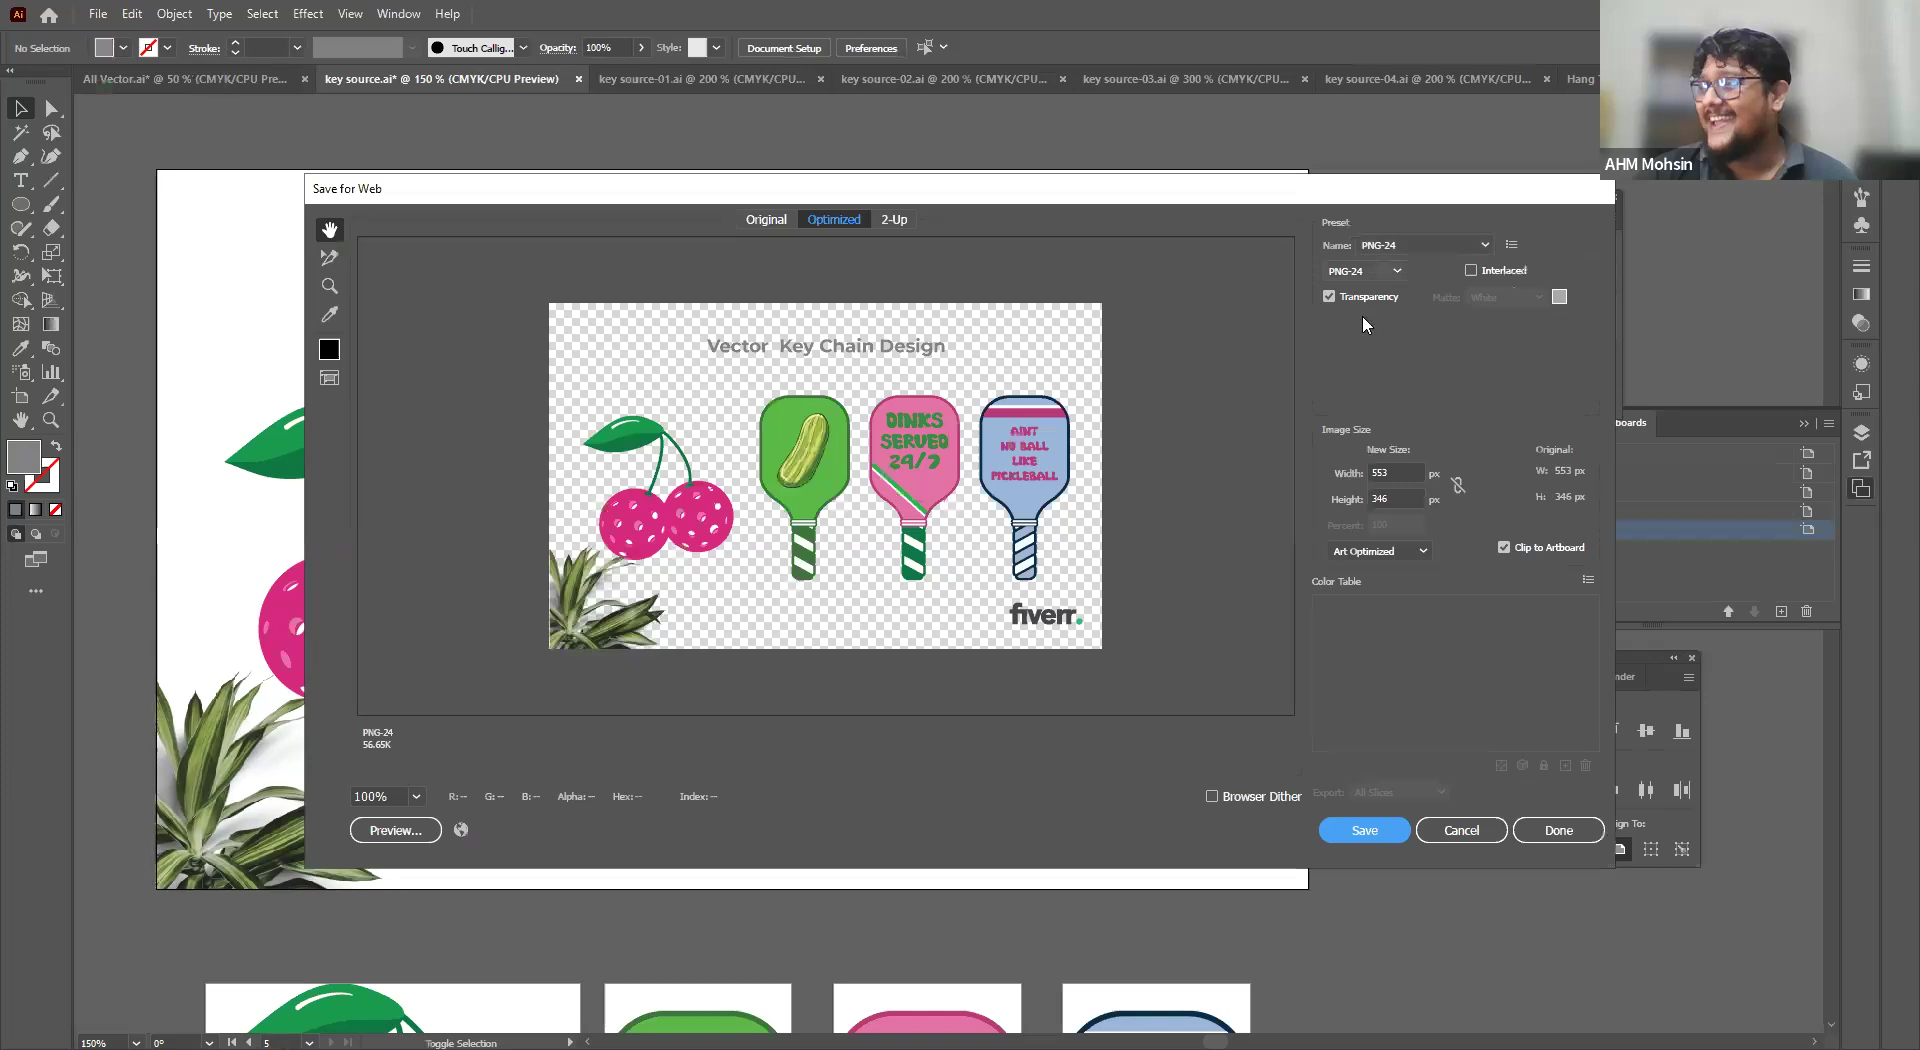 Ai File Edit Object Type Select Effect View Window Help
No Selection Stroke: Touch Callig... Opacity: 100% Style: Document Setup Preferences
All Vector.ai* @ 50 % (CMYK/CPU Pre... × key source.ai* @ 150 % (CMYK/CPU Preview) × key source-01.ai @ 200 % (CMYK/CPU... × key source-02.ai @ 200 % (CMYK/CPU... × key source-03.ai @ 300 % (CMYK/CPU... × key source-04.ai @ 200 % (CMYK/CPU... × Hang
AHM Mohsin
Save for Web
Original Optimized 2-Up
Preset
Name: PNG-24
PNG-24 Interlaced
Transparency Matte: White
Vector Key Chain Design
DINKS
SERVED
24/7
AINT
NO BALL
LIKE
PICKLEBALL
fiverr.
Image Size
New Size: Original:
Width: 553 px W: 553 px
Height: 346 px H: 346 px
Percent: 100
Art Optimized Clip to Artboard
Color Table
boards
nder
PNG-24
56.65K
100% R: -- G: -- B: -- Alpha: -- Hex: -- Index: --
Browser Dither
Export: All Slices
Preview... Save Cancel Done
ign To:
150% 0° 5 Toggle Selection